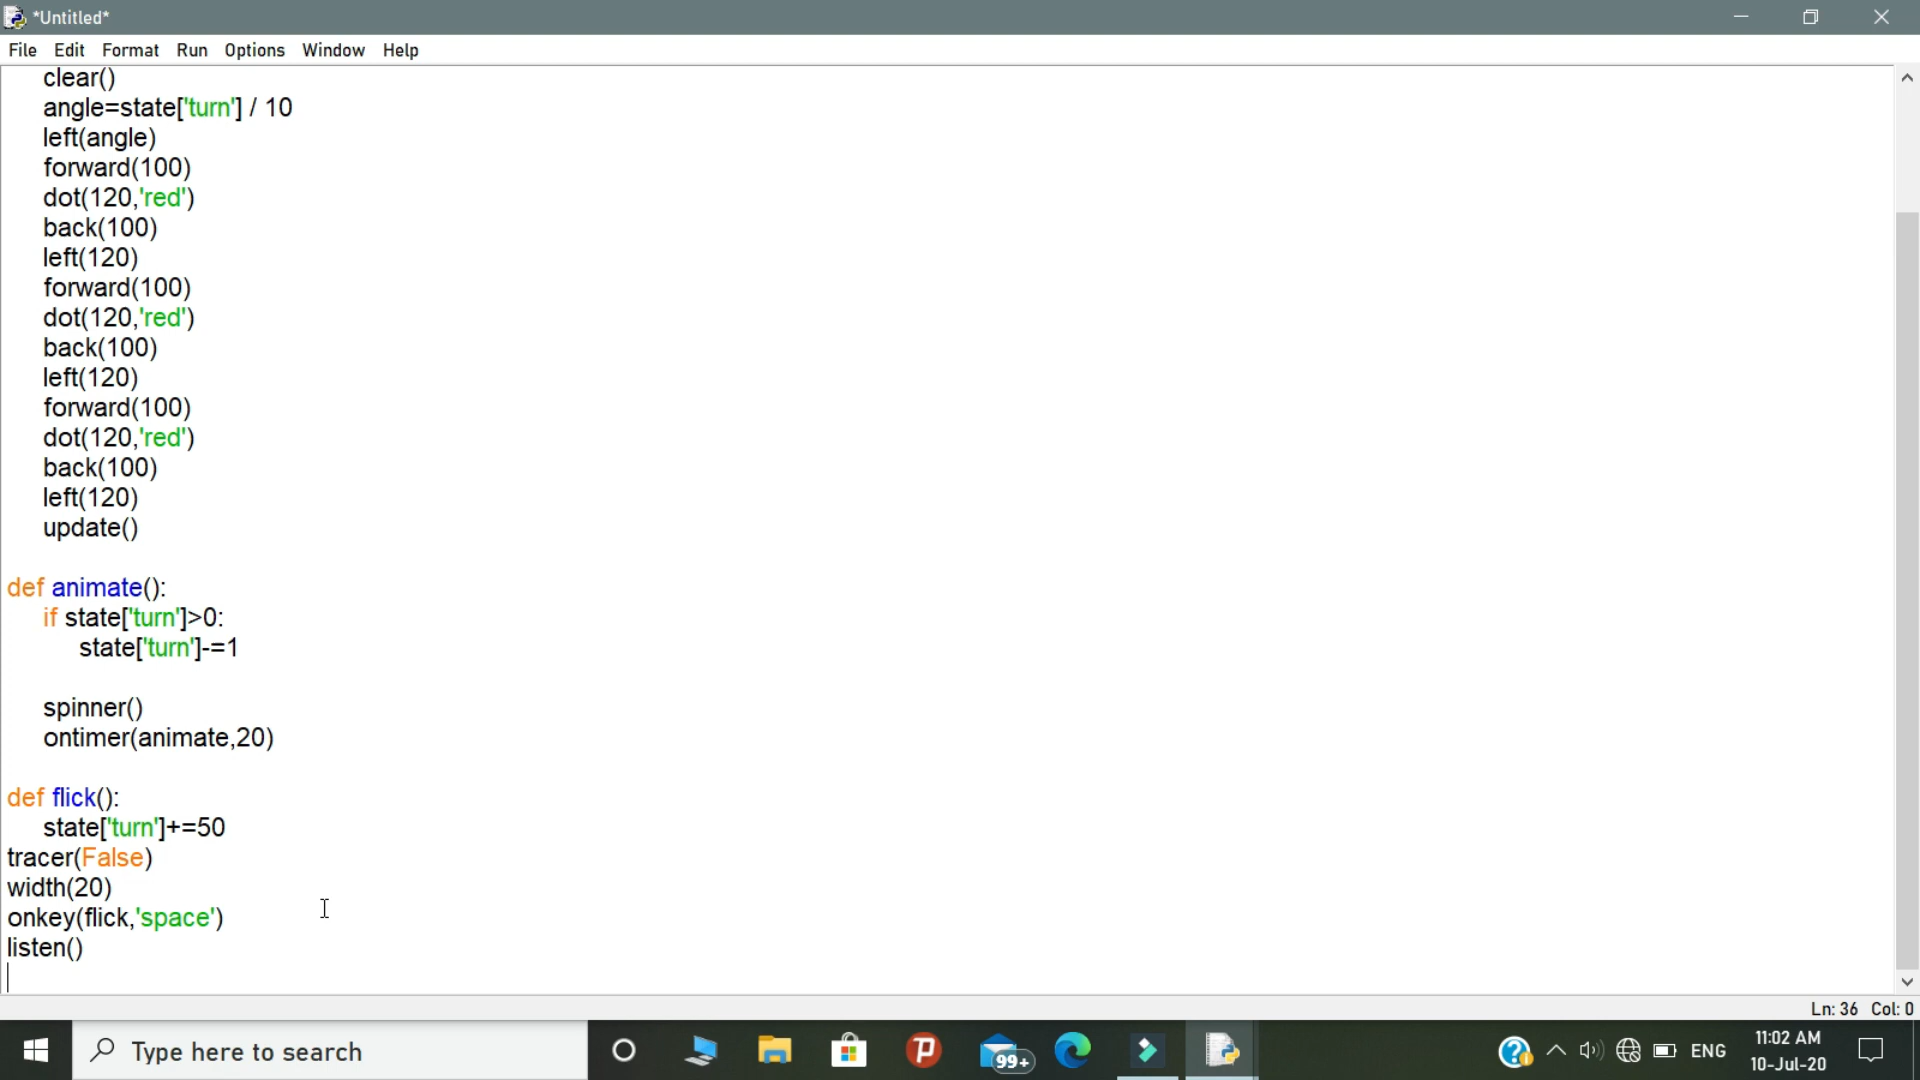 *Untitled*
File Edit Format Run Options Window Help
clear()
angle=state['turn'] / 10
left(angle)
forward(100)
dot(120,'red')
back(100)
left(120)
forward(100)
dot(120,'red')
back(100)
left(120)
forward(100)
dot(120,'red')
back(100)
left(120)
update()
def animate():
if state['turn']>0:
state['turn']-=1
spinner()
ontimer(animate,20)
def flick():
state['turn']+=50
tracer(False)
width(20)
onkey(flick,'space')
listen()
Ln: 36 Col: 0
Type here to search
99+
ENG
11:02 AM
10-Jul-20